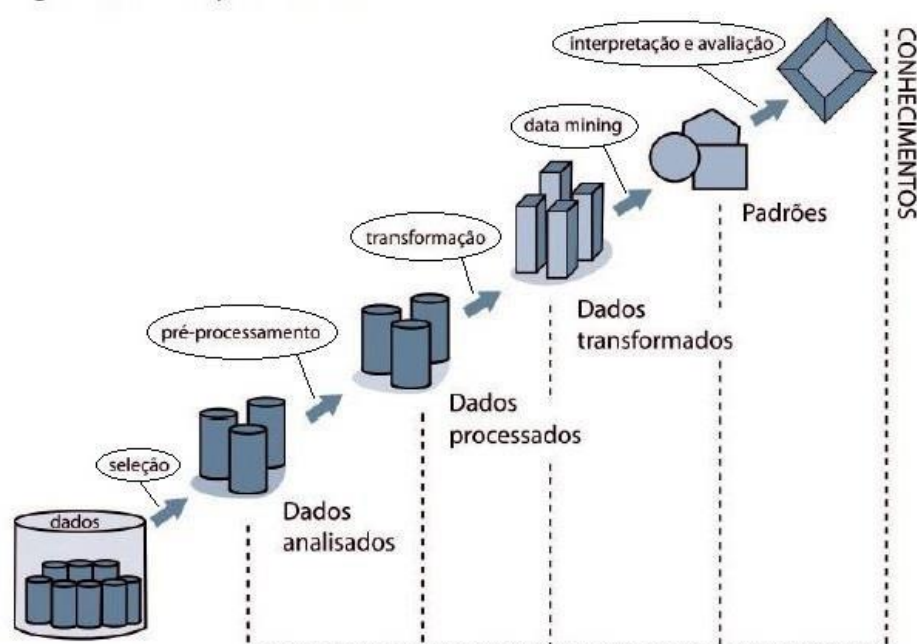 interpretação e avaliação
CONHECIMENTOS
data mining
Padrões
transformação
Dados
transformados
pré-processamento
Dados
processados
seleção
Dados
analisados
dados